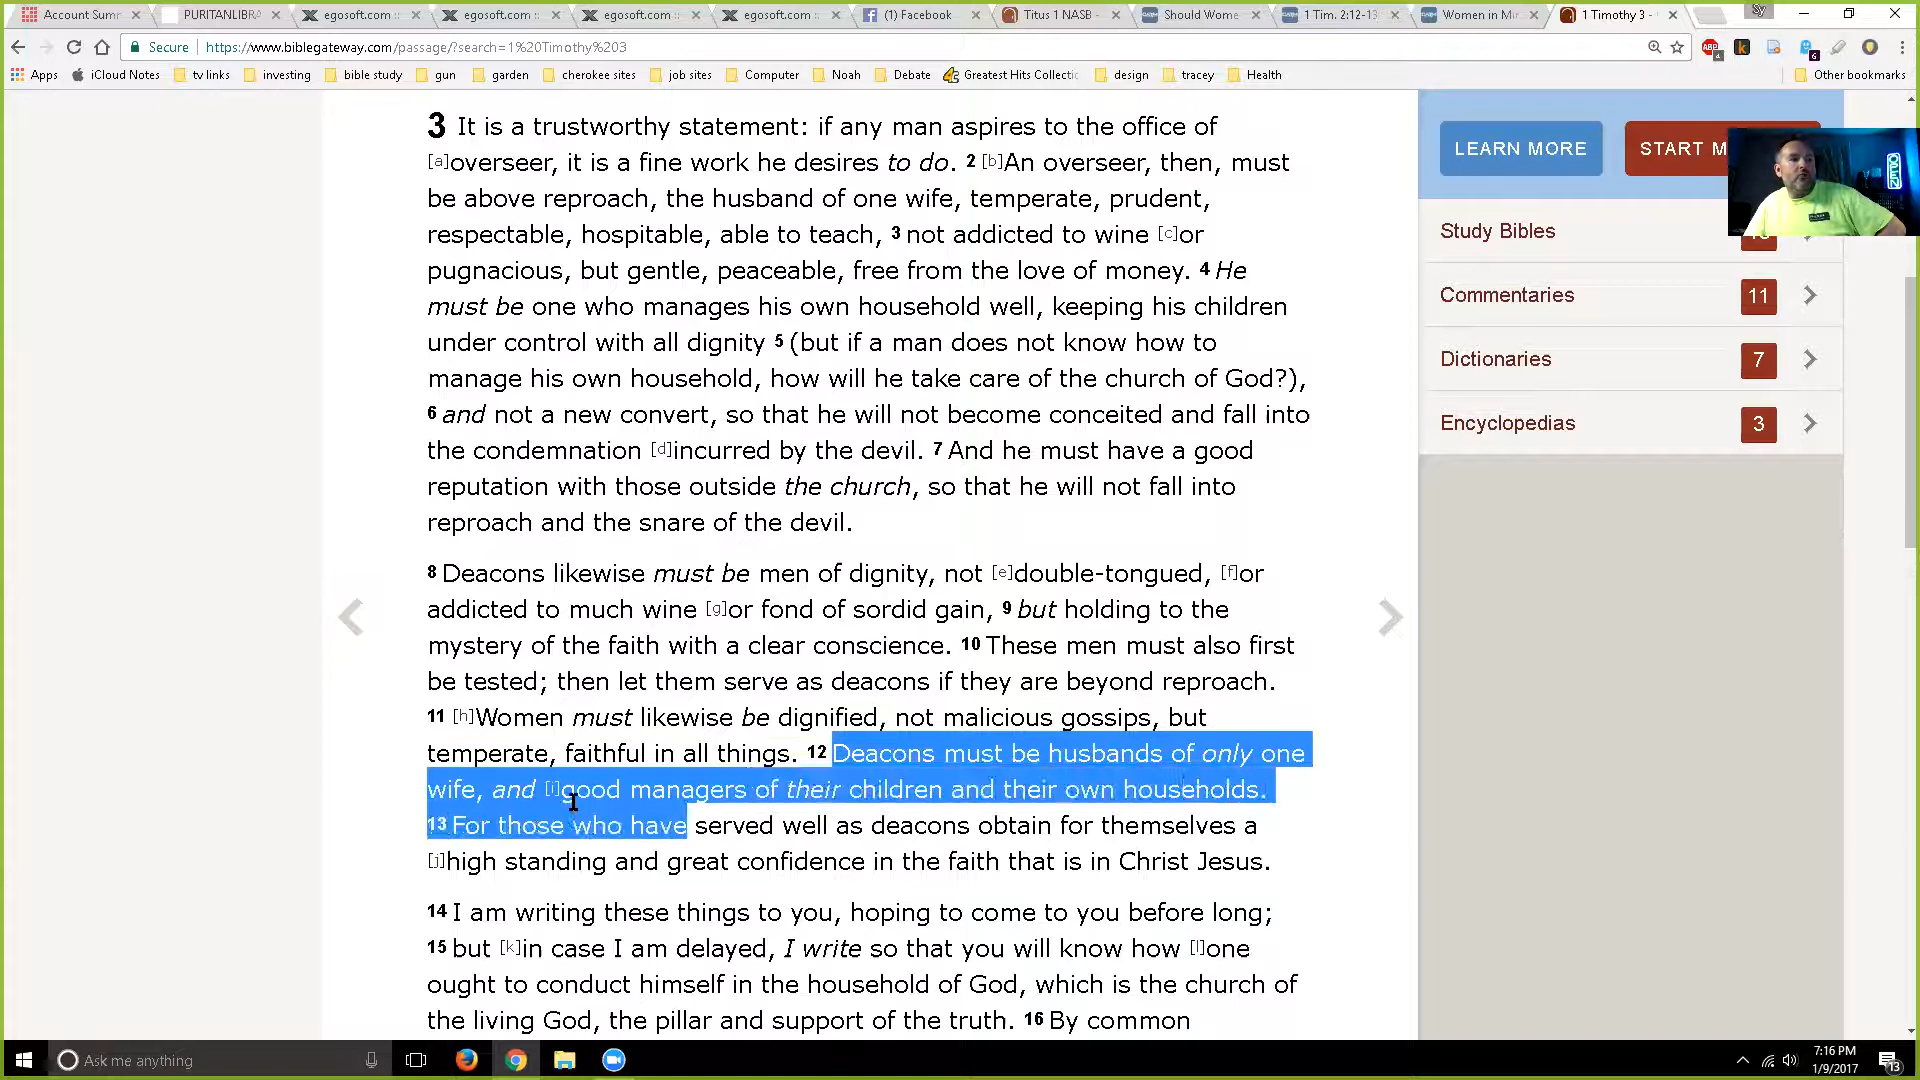 Account Sumn
PURITANLIBRA
egosoft.com ::
egosoft.com ::
egosoft.com ::
egosoft.com ::
(1) Facebook
Titus 1 NASB -
Should Wome
1 Tim. 2:12-13
Women in Mi
1 Timothy 3 -
Sy
Secure
https://www.biblegateway.com/passage/?search=1%20Timothy%203
Apps
iCloud Notes
tv links
investing
bible study
gun
garden
cherokee sites
job sites
Computer
Noah
Debate
Greatest Hits Collectic
design
tracey
Health
Other bookmarks
3 It is a trustworthy statement: if any man aspires to the office of
[a]overseer, it is a fine work he desires to do. 2 [b]An overseer, then, must
be above reproach, the husband of one wife, temperate, prudent,
respectable, hospitable, able to teach, 3 not addicted to wine [c]or
pugnacious, but gentle, peaceable, free from the love of money. 4 He
must be one who manages his own household well, keeping his children
under control with all dignity 5 (but if a man does not know how to
manage his own household, how will he take care of the church of God?),
6 and not a new convert, so that he will not become conceited and fall into
the condemnation [d]incurred by the devil. 7 And he must have a good
reputation with those outside the church, so that he will not fall into
reproach and the snare of the devil.
8 Deacons likewise must be men of dignity, not [e]double-tongued, [f]or
addicted to much wine [g]or fond of sordid gain, 9 but holding to the
mystery of the faith with a clear conscience. 10 These men must also first
be tested; then let them serve as deacons if they are beyond reproach.
11 [h]Women must likewise be dignified, not malicious gossips, but
temperate, faithful in all things. 12 Deacons must be husbands of only one
wife, and [i]good managers of their children and their own households.
13 For those who have served well as deacons obtain for themselves a
[j]high standing and great confidence in the faith that is in Christ Jesus.
14 I am writing these things to you, hoping to come to you before long;
15 but [k]in case I am delayed, I write so that you will know how [l]one
ought to conduct himself in the household of God, which is the church of
the living God, the pillar and support of the truth. 16 By common
LEARN MORE
START M
OPEN
Study Bibles
Commentaries 11
Dictionaries 7
Encyclopedias 3
Ask me anything
7:16 PM
1/9/2017
13